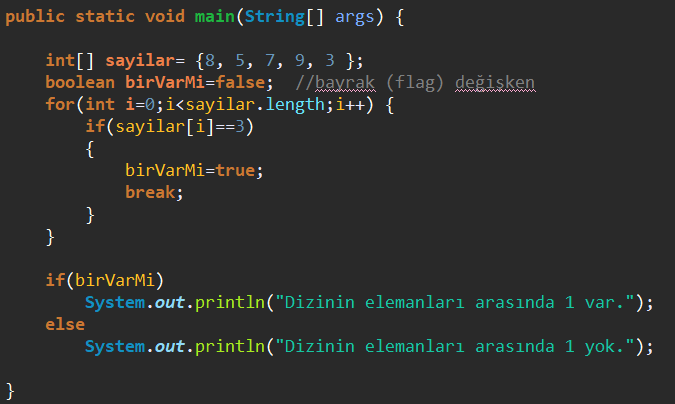 public static void main(String[] args) {
int[] sayilar= {8, 5, 7, 9, 3 };
boolean birVarMi=false;  //bayrak (flag) değişken
for(int i=0;i<sayilar.length;i++) {
if(sayilar[i]==3)
{
birVarMi=true;
break;
}
}
if(birVarMi)
System.out.println("Dizinin elemanları arasında 1 var.");
else
System.out.println("Dizinin elemanları arasında 1 yok.");
}